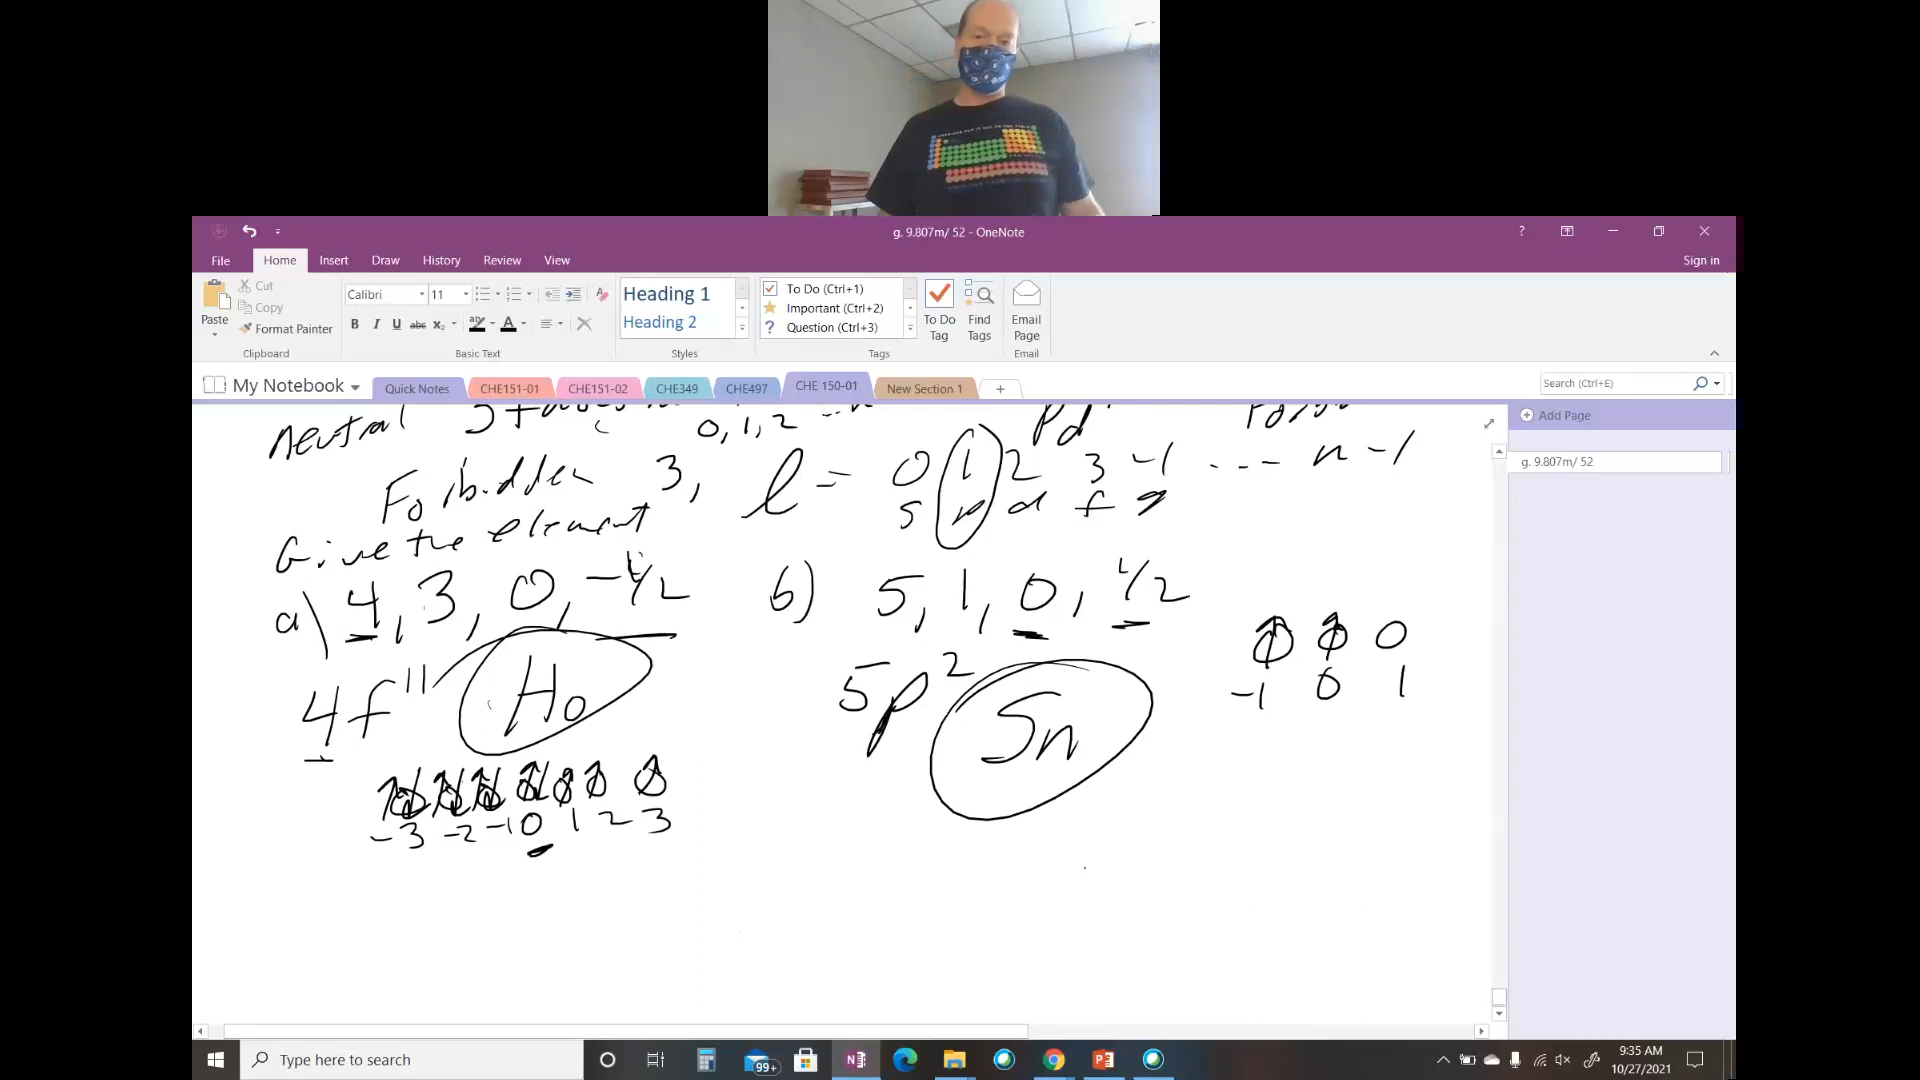 g. 9.807m/ 52 - OneNote
?
File Home Insert Draw History Review View Sign in
Paste
Cut
Copy
Format Painter
Clipboard
Calibri 11
B I U abc X₂ A
Basic Text
Heading 1
Heading 2
Styles
To Do (Ctrl+1)
Important (Ctrl+2)
? Question (Ctrl+3)
Tags
To Do Tag
Find Tags
Email Page
Email
My Notebook Quick Notes CHE151-01 CHE151-02 CHE349 CHE497 CHE 150-01 New Section 1 +
Search (Ctrl+E)
Add Page
g. 9.807m/ 52
neutral
0, 1, 2
Forbidden 3, l = 0 1 2 3 4 ... n-1
s p d f g
Give the element
a) 4, 3, 0, -1/2 b) 5, 1, 0, 1/2
4f¹¹ Ho 5p² Sn
-1 0 1
-3 -2 -1 0 1 2 3
Type here to search
99+
9:35 AM
10/27/2021